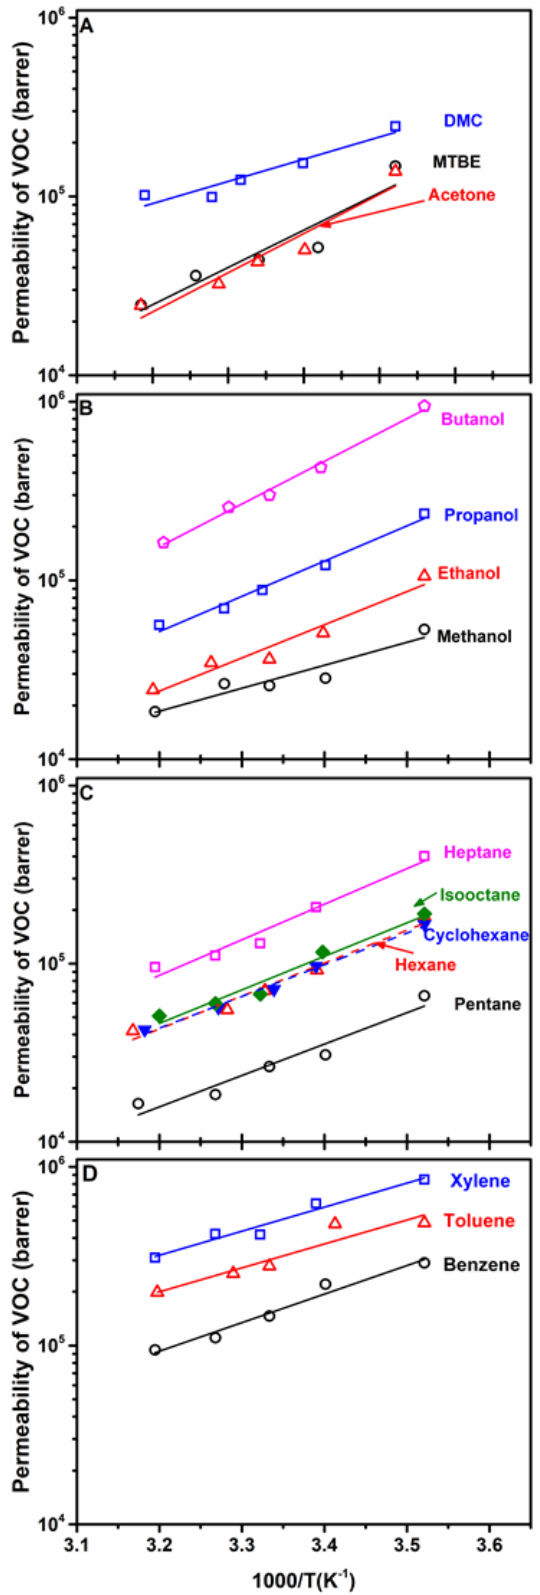 A
10⁶
DMC
MTBE
Acetone
10⁵
10⁴
Permeability of VOC (barrer)
B
10⁶
Butanol
Propanol
10⁵
Ethanol
Methanol
10⁴
Permeability of VOC (barrer)
C
10⁶
Heptane
Isooctane
Cyclohexane
10⁵
Hexane
Pentane
10⁴
Permeability of VOC (barrer)
D
10⁶
Xylene
Toluene
Benzene
10⁵
10⁴
Permeability of VOC (barrer)
3.1 3.2 3.3 3.4 3.5 3.6
1000/T(K⁻¹)